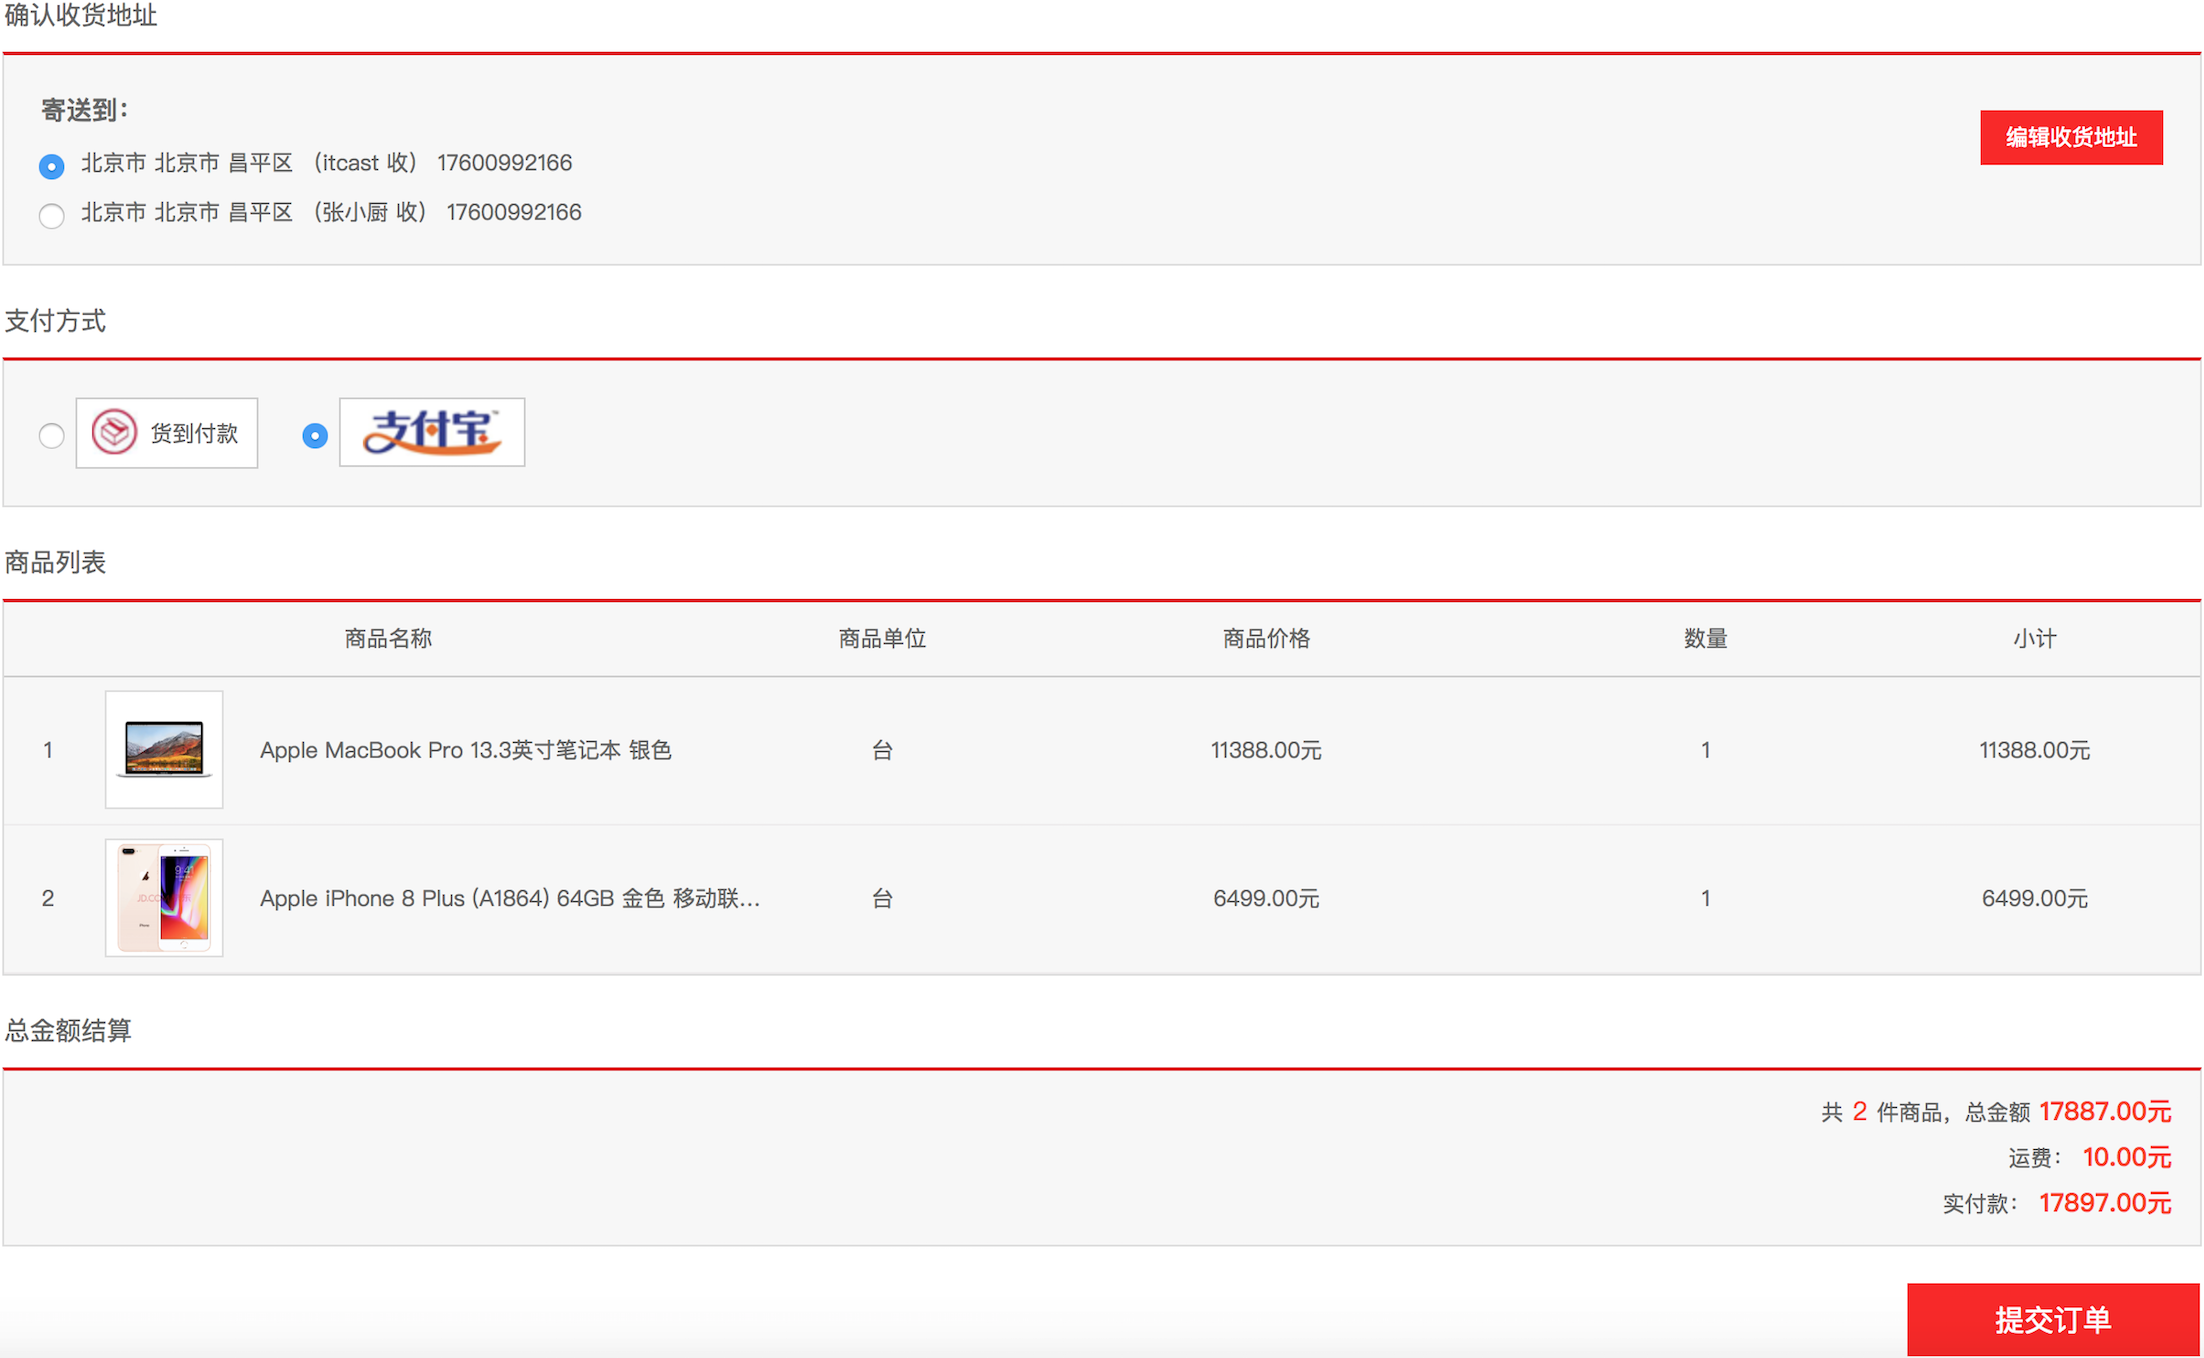 确认收货地址
寄送到：
编辑收货地址
北京市 北京市 昌平区 （itcast 收） 17600992166
北京市 北京市 昌平区 （张小厨 收） 17600992166
支付方式
货到付款 支付宝
商品列表
商品名称 商品单位 商品价格 数量 小计
1 Apple MacBook Pro 13.3英寸笔记本 银色 台 11388.00元 1 11388.00元
9:41
2 Apple iPhone 8 Plus (A1864) 64GB 金色 移动联... 台 6499.00元 1 6499.00元
总金额结算
共 2 件商品，总金额 17887.00元
运费： 10.00元
实付款： 17897.00元
提交订单